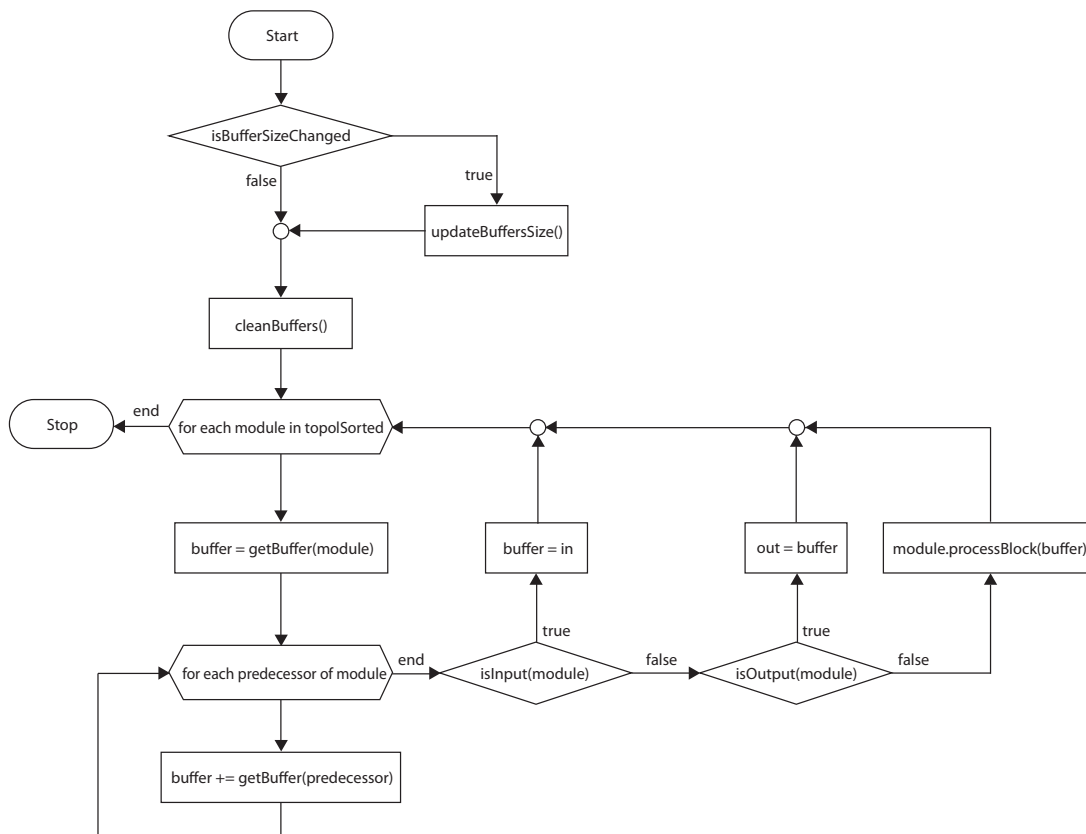 Start
isBufferSizeChanged
true
false
updateBuffersSize()
cleanBuffers()
Stop
end
for each module in topolSorted
buffer = getBuffer(module)
buffer = in
out = buffer
module.processBlock(buffer)
true
true
for each predecessor of module
end
isInput(module)
false
isOutput(module)
false
buffer += getBuffer(predecessor)